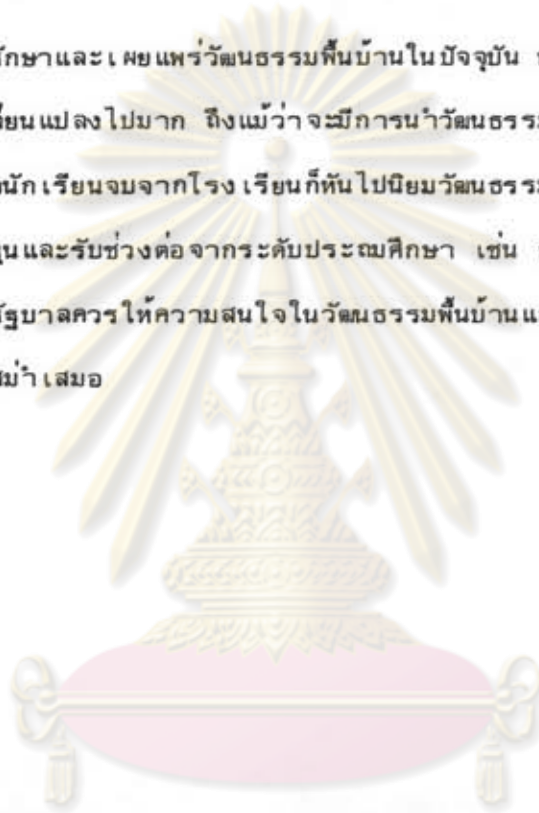 ศึกษาและเผยแพร่วัฒนธรรมพื้นบ้านในปัจจุบัน
เปลี่ยนแปลงไปมาก ถึงแม้ว่าจะมีการนำวัฒนธรรม
นักเรียนจบจากโรงเรียนก็หันไปนิยมวัฒนธรรม
และรับช่วงต่อจากระดับประถมศึกษา เช่น
รัฐบาลควรให้ความสนใจในวัฒนธรรมพื้นบ้าน
สม่ำเสมอ